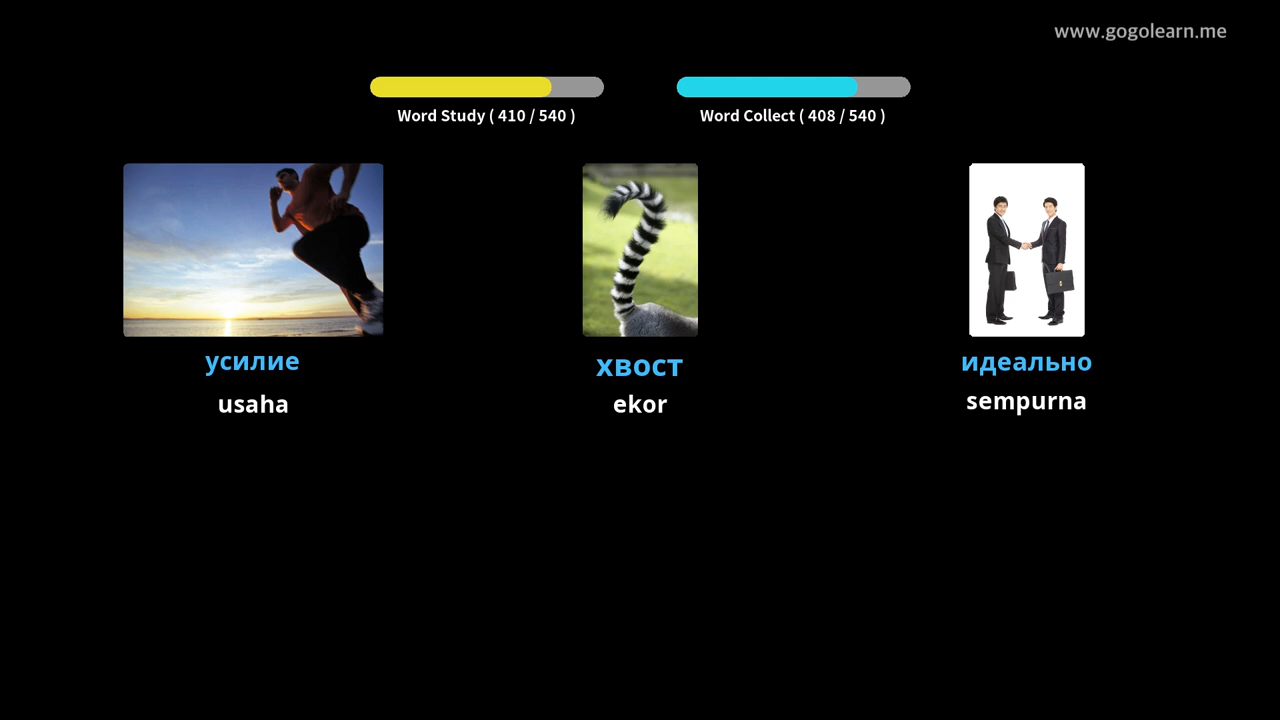 www.gogolearn.me
Word Study ( 410 / 540 )
Word Collect ( 408 / 540 )
усилие
usaha
хвост
ekor
идеально
sempurna